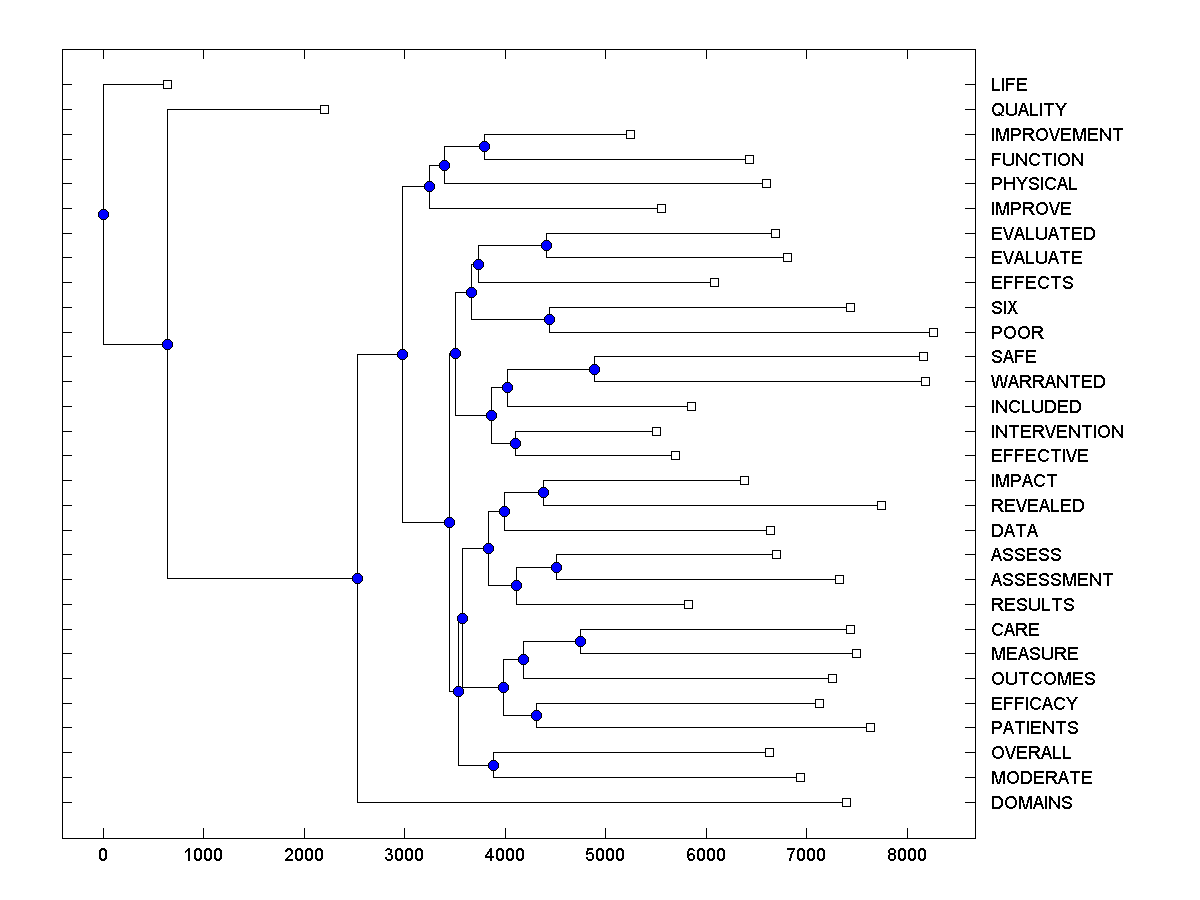 LIFE
QUALITY
IMPROVEMENT
FUNCTION
PHYSICAL
IMPROVE
EVALUATED
EVALUATE
EFFECTS
SIX
POOR
SAFE
WARRANTED
INCLUDED
INTERVENTION
EFFECTIVE
IMPACT
REVEALED
DATA
ASSESS
ASSESSMENT
RESULTS
CARE
MEASURE
OUTCOMES
EFFICACY
PATIENTS
OVERALL
MODERATE
DOMAINS
0 1000 2000 3000 4000 5000 6000 7000 8000